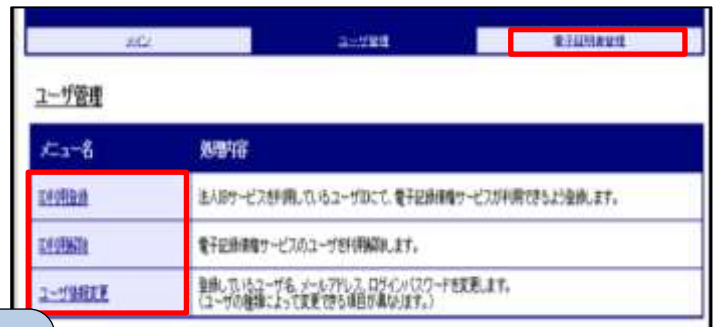 メイン ユーザ管理 電子証明書管理
ユーザ管理
メニュー名 処理内容
ID利用登録 法人IBサービスを利用しているユーザIDにて、電子記録債権サービスが利用できるよう登録します。
ID利用解除 電子記録債権サービスのユーザを利用解除します。
ユーザ情報変更 登録しているユーザ名、メールアドレス、ログインパスワードを変更します。
(ユーザの種類によって変更できる項目が異なります。)